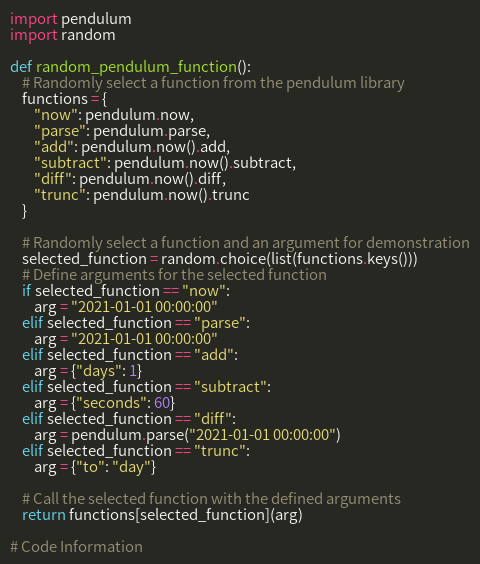 import pendulum
import random

def random_pendulum_function():
    # Randomly select a function from the pendulum library
    functions = {
        "now": pendulum.now,
        "parse": pendulum.parse,
        "add": pendulum.now().add,
        "subtract": pendulum.now().subtract,
        "diff": pendulum.now().diff,
        "trunc": pendulum.now().trunc
    }

    # Randomly select a function and an argument for demonstration
    selected_function = random.choice(list(functions.keys()))
    # Define arguments for the selected function
    if selected_function == "now":
        arg = "2021-01-01 00:00:00"
    elif selected_function == "parse":
        arg = "2021-01-01 00:00:00"
    elif selected_function == "add":
        arg = {"days": 1}
    elif selected_function == "subtract":
        arg = {"seconds": 60}
    elif selected_function == "diff":
        arg = pendulum.parse("2021-01-01 00:00:00")
    elif selected_function == "trunc":
        arg = {"to": "day"}

    # Call the selected function with the defined arguments
    return functions[selected_function](arg)

# Code Information